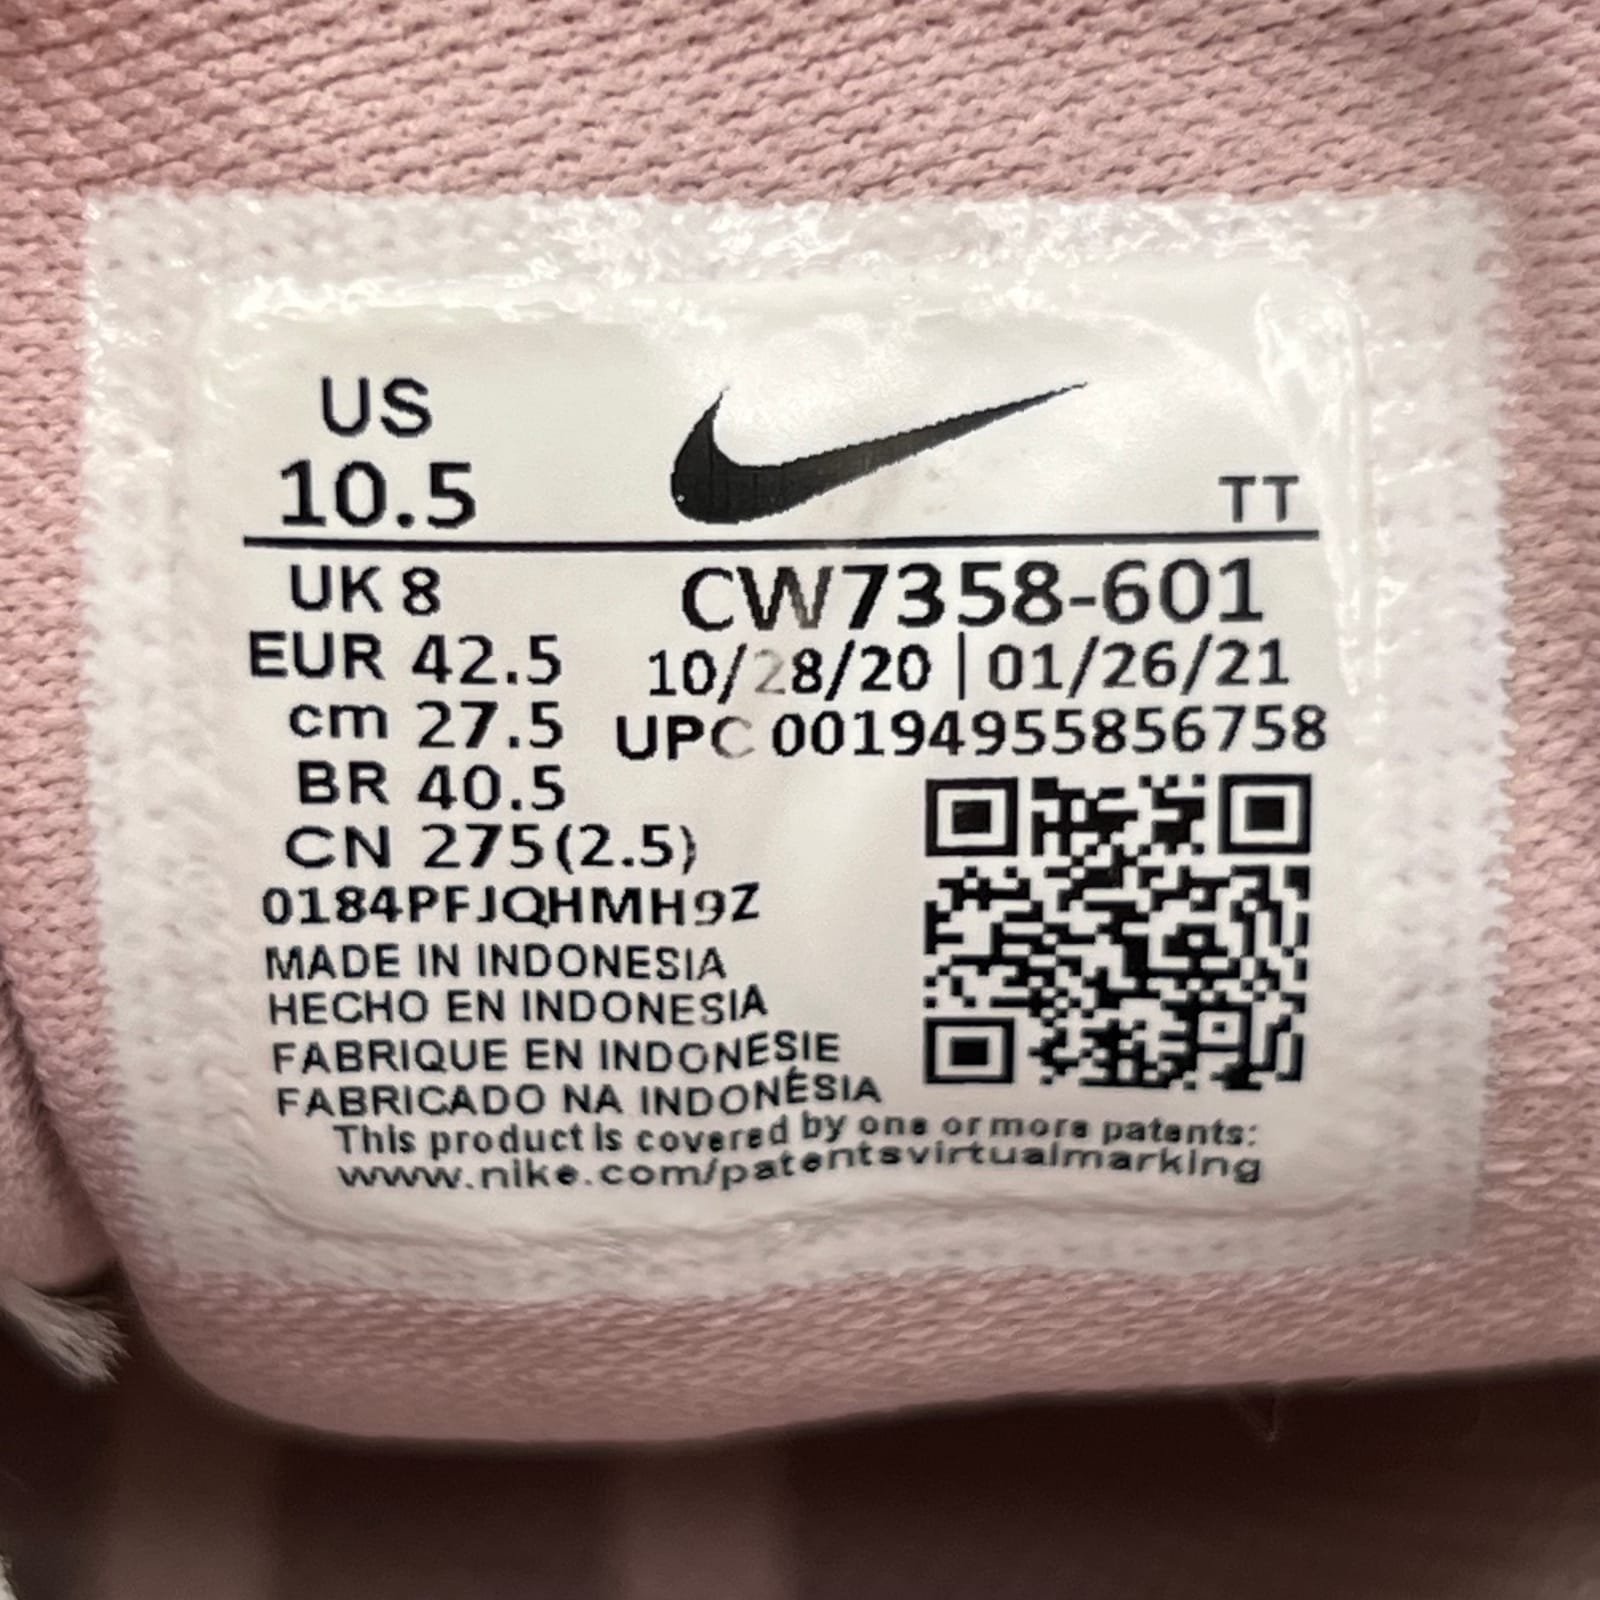 US
10.5
TT
UK 8
CW7358-601
EUR 42.5
10/28/20 | 01/26/21
cm 27.5
UPC 00194955856758
BR 40.5
CN 275(2.5)
0184PFJQHMH9Z
MADE IN INDONESIA
HECHO EN INDONESIA
FABRIQUE EN INDONESIE
FABRICADO NA INDONÉSIA
This product is covered by one or more patents:
www.nike.com/patentsvirtualmarking